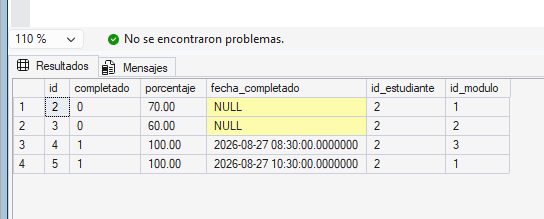 110 %
No se encontraron problemas.
Resultados Mensajes
id completado porcentaje fecha_completado id_estudiante id_modulo
1 2 0 70.00 NULL 2 1
2 3 0 60.00 NULL 2 2
3 4 1 100.00 2026-08-27 08:30:00.0000000 2 3
4 5 1 100.00 2026-08-27 10:30:00.0000000 2 1